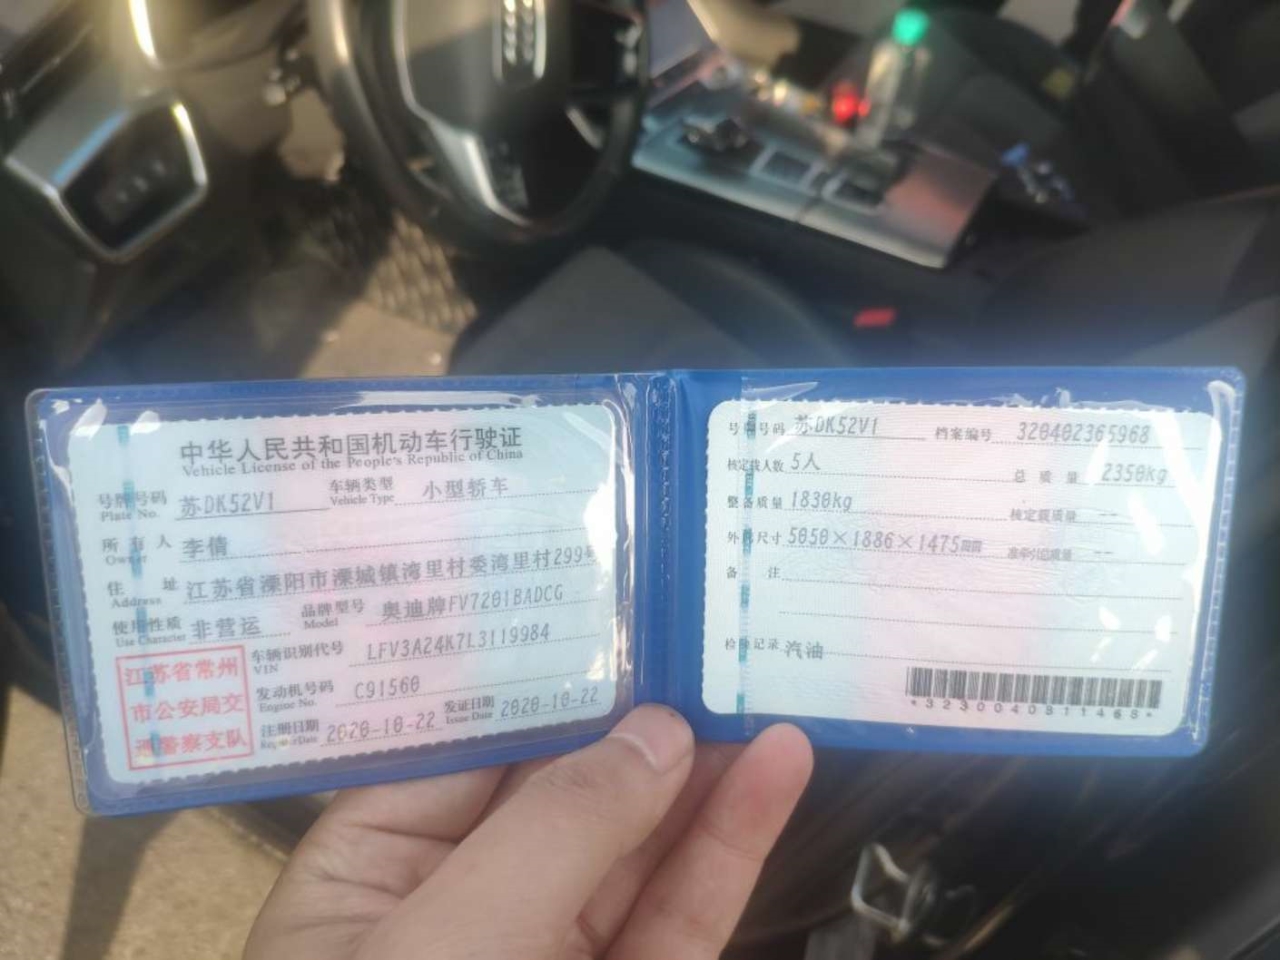 中华人民共和国机动车行驶证
Vehicle License of the People's Republic of China
号牌号码 苏DK52V1 车辆类型 小型轿车
Plate No. Vehicle Type
所有人 李倩
Owner
住址 江苏省溧阳市溧城镇湾里村委湾里村299号
Address
使用性质 非营运 品牌型号 奥迪牌FV7201BADCG
Use Character Model
车辆识别代号 LFV3A24K7L3119984
VIN
发动机号码 C91560
Engine No.
注册日期 2020-10-22 发证日期 2020-10-22
Register Date Issue Date
江苏省常州
市公安局交
通警察支队
号牌号码 苏DK52V1 档案编号 320402365968
核定载人数 5人 总质量 2350kg
整备质量 1830kg 核定载质量 --
外廓尺寸 5050×1886×1475mm 准牵引总质量 --
备注
检验记录 汽油
*3230040911468*